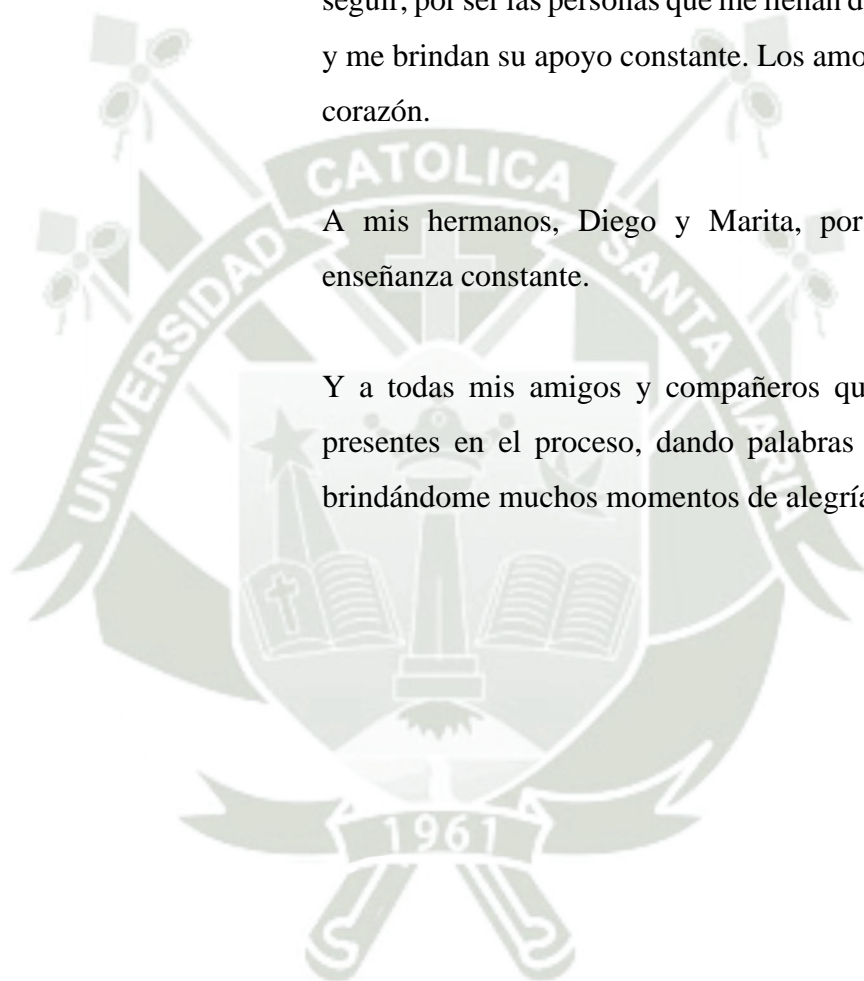 seguir, por ser las personas que me llenan d
y me brindan su apoyo constante. Los amo
corazón.
A mis hermanos, Diego y Marita, por
enseñanza constante.
Y a todas mis amigos y compañeros qu
presentes en el proceso, dando palabras
brindándome muchos momentos de alegría
UNIVERSIDAD CATOLICA SANTA MARIA
1961